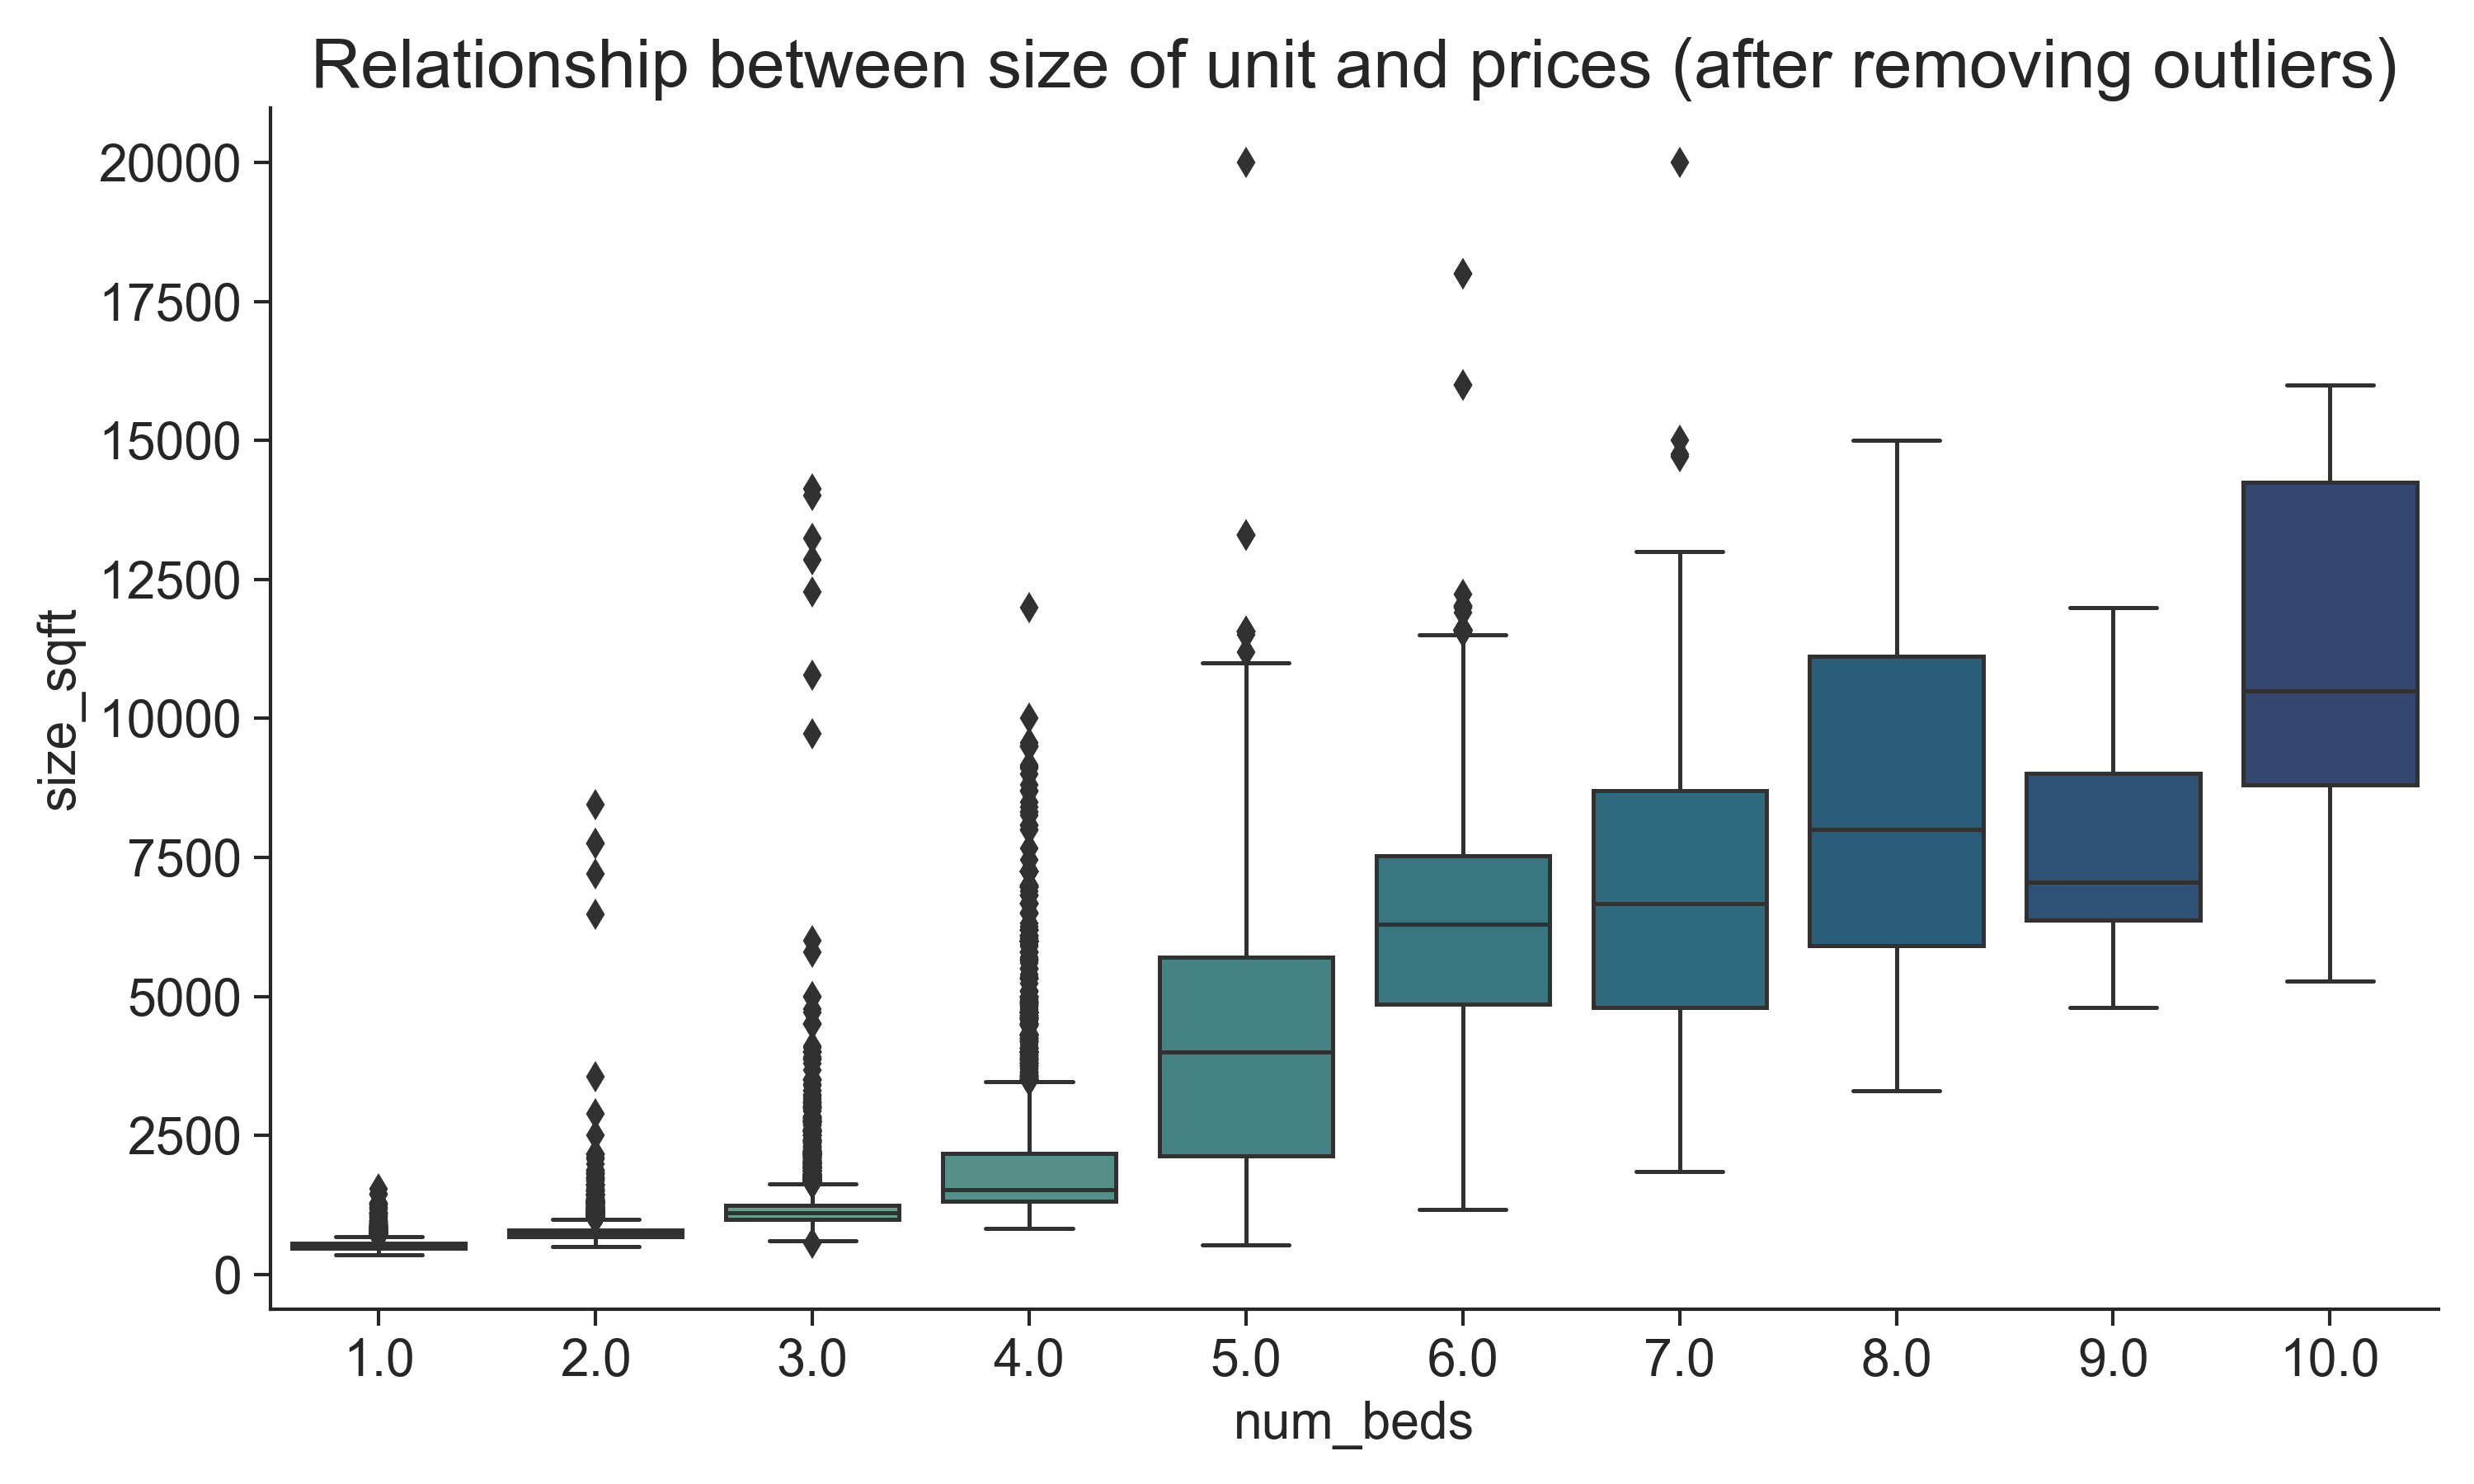 Relationship between size of unit and prices (after removing outliers)
20000
17500
15000
12500
10000
7500
5000
2500
0
size_sqft
1.0 2.0 3.0 4.0 5.0 6.0 7.0 8.0 9.0 10.0
num_beds